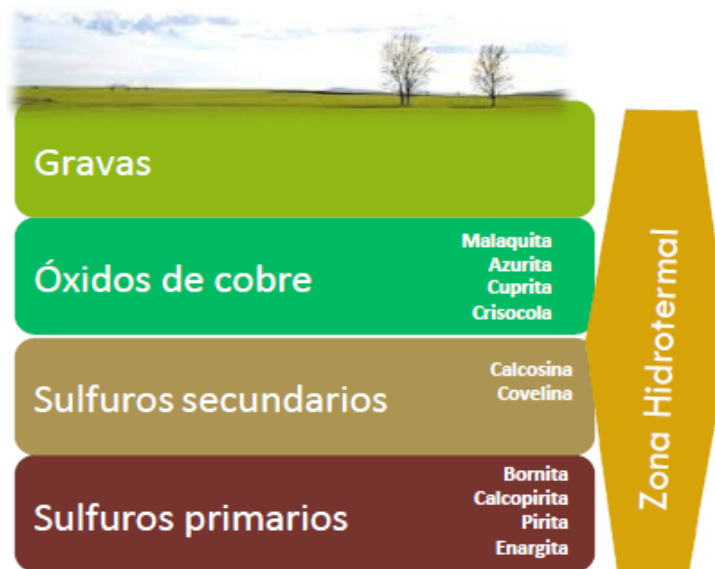 Gravas
Óxidos de cobre
Malaquita
Azurita
Cuprita
Crisocola
Sulfuros secundarios
Calcosina
Covelina
Sulfuros primarios
Bornita
Calcopirita
Pirita
Enargita
Zona Hidrotermal